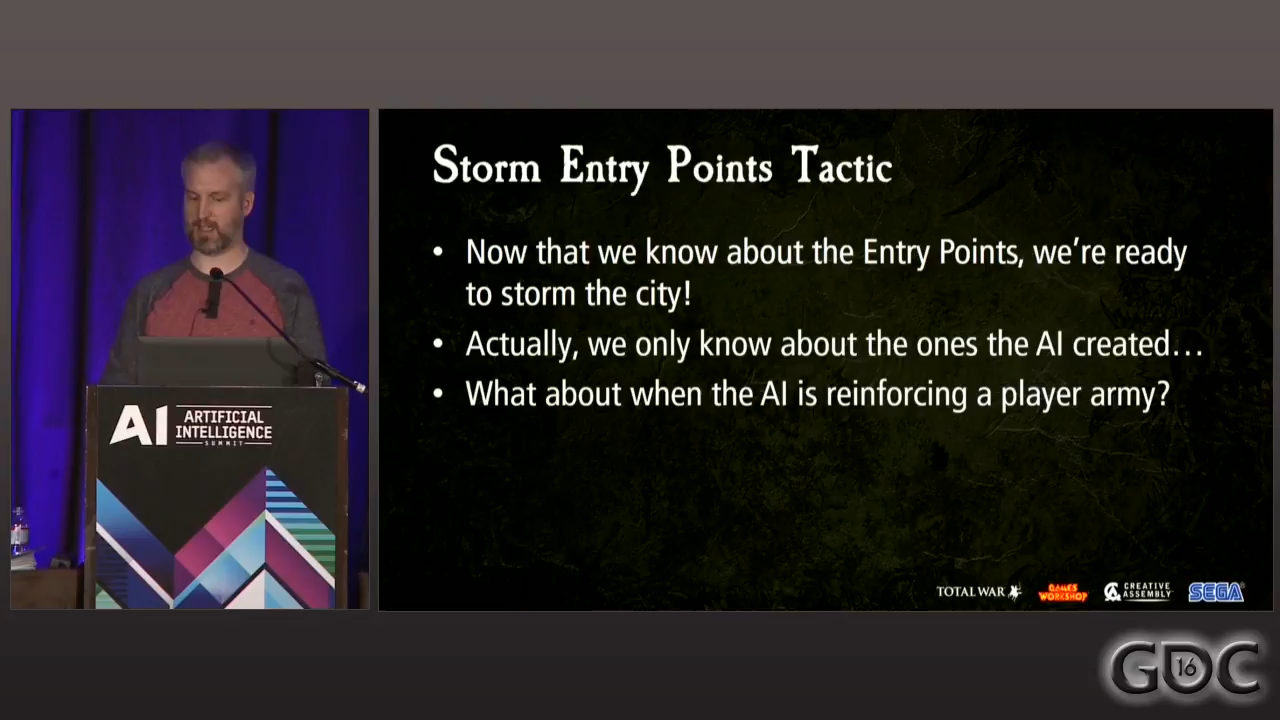 Storm Entry Points Tactic
• Now that we know about the Entry Points, we're ready
to storm the city!
• Actually, we only know about the ones the AI created...
• What about when the AI is reinforcing a player army?
AI ARTIFICIAL
INTELLIGENCE
SUMMIT
TOTAL WAR
GAMES
WORKSHOP
CREATIVE
ASSEMBLY
SEGA
GDC
16